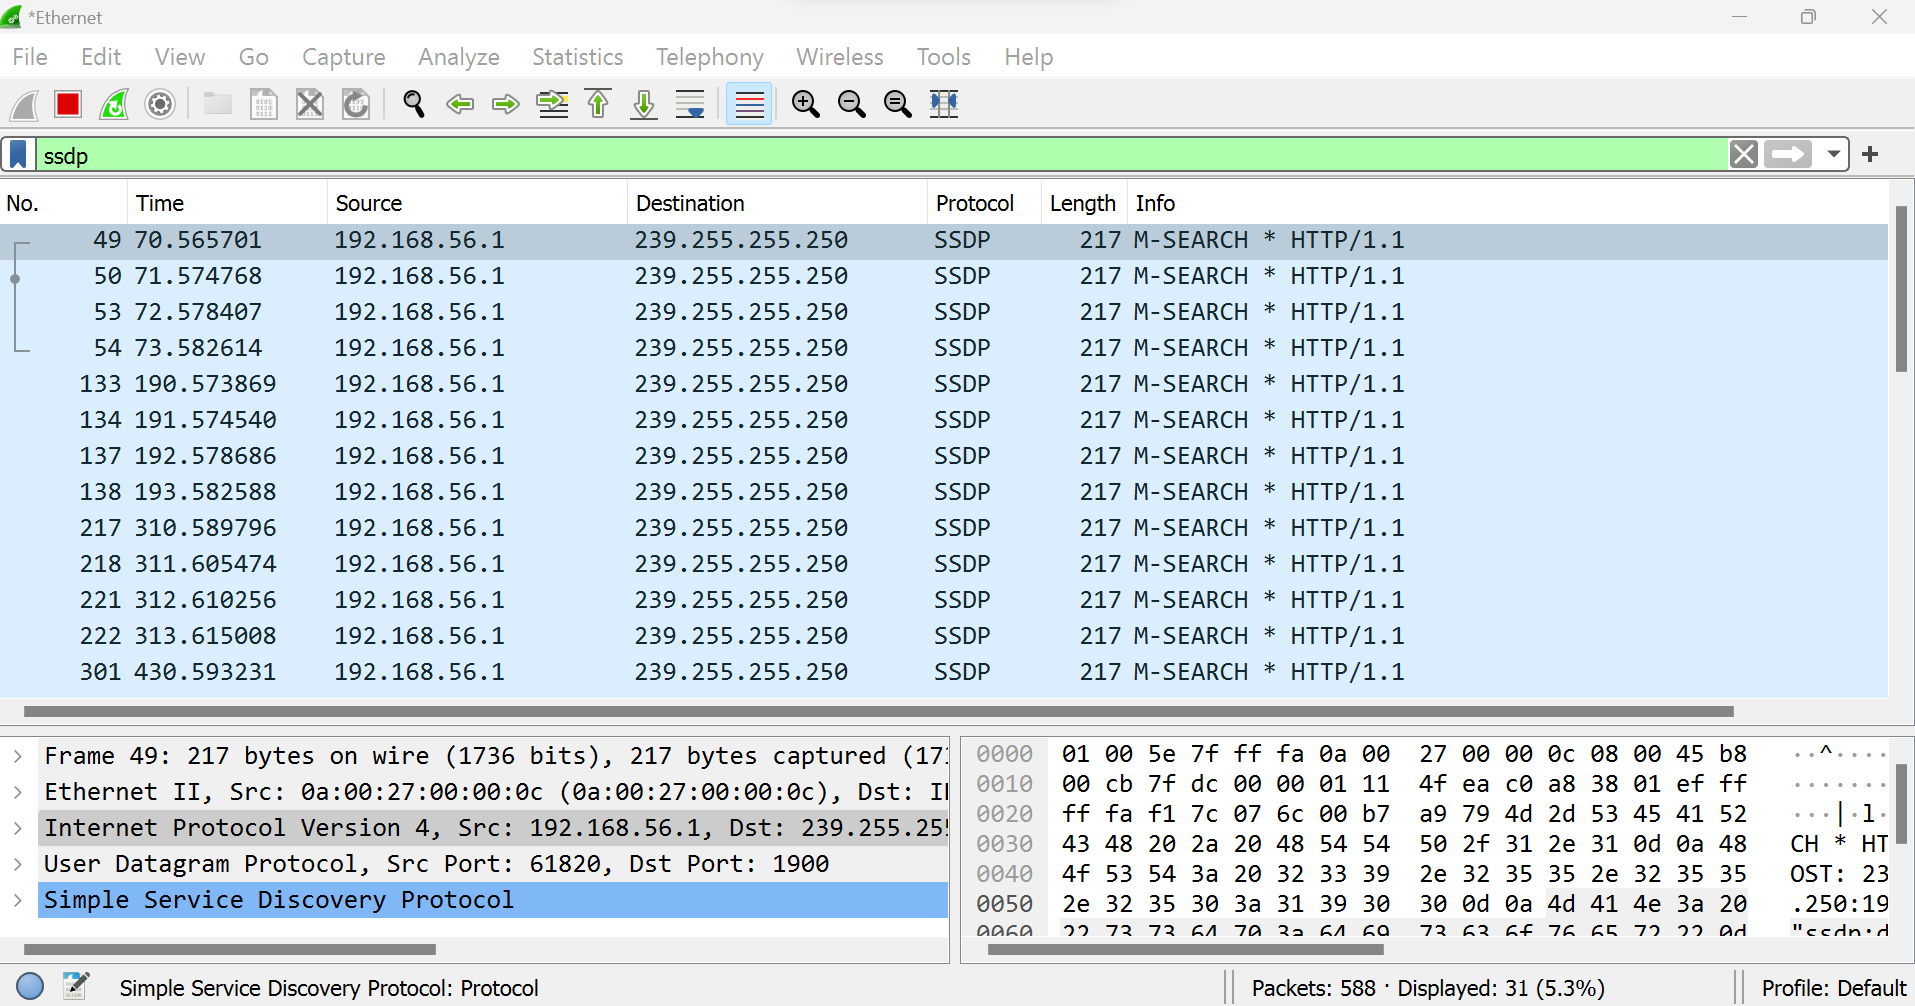 *Ethernet
File Edit View Go Capture Analyze Statistics Telephony Wireless Tools Help
ssdp
No. Time Source Destination Protocol Length Info
49 70.565701 192.168.56.1 239.255.255.250 SSDP 217 M-SEARCH * HTTP/1.1
50 71.574768 192.168.56.1 239.255.255.250 SSDP 217 M-SEARCH * HTTP/1.1
53 72.578407 192.168.56.1 239.255.255.250 SSDP 217 M-SEARCH * HTTP/1.1
54 73.582614 192.168.56.1 239.255.255.250 SSDP 217 M-SEARCH * HTTP/1.1
133 190.573869 192.168.56.1 239.255.255.250 SSDP 217 M-SEARCH * HTTP/1.1
134 191.574540 192.168.56.1 239.255.255.250 SSDP 217 M-SEARCH * HTTP/1.1
137 192.578686 192.168.56.1 239.255.255.250 SSDP 217 M-SEARCH * HTTP/1.1
138 193.582588 192.168.56.1 239.255.255.250 SSDP 217 M-SEARCH * HTTP/1.1
217 310.589796 192.168.56.1 239.255.255.250 SSDP 217 M-SEARCH * HTTP/1.1
218 311.605474 192.168.56.1 239.255.255.250 SSDP 217 M-SEARCH * HTTP/1.1
221 312.610256 192.168.56.1 239.255.255.250 SSDP 217 M-SEARCH * HTTP/1.1
222 313.615008 192.168.56.1 239.255.255.250 SSDP 217 M-SEARCH * HTTP/1.1
301 430.593231 192.168.56.1 239.255.255.250 SSDP 217 M-SEARCH * HTTP/1.1
Frame 49: 217 bytes on wire (1736 bits), 217 bytes captured (17
Ethernet II, Src: 0a:00:27:00:00:0c (0a:00:27:00:00:0c), Dst:
Internet Protocol Version 4, Src: 192.168.56.1, Dst: 239.255.25
User Datagram Protocol, Src Port: 61820, Dst Port: 1900
Simple Service Discovery Protocol
0000 01 00 5e 7f ff fa 0a 00 27 00 00 0c 08 00 45 b8 ··^····
0010 00 cb 7f dc 00 00 01 11 4f ea c0 a8 38 01 ef ff ·······
0020 ff fa f1 7c 07 6c 00 b7 a9 79 4d 2d 53 45 41 52 ···|·l·
0030 43 48 20 2a 20 48 54 54 50 2f 31 2e 31 0d 0a 48 CH * HT
0040 4f 53 54 3a 20 32 33 39 2e 32 35 35 2e 32 35 35 OST: 23
0050 2e 32 35 30 3a 31 39 30 30 0d 0a 4d 41 4e 3a 20 .250:19
0060 22 73 73 64 70 3a 64 69 73 63 6f 76 65 72 22 0d "ssdp:d
Simple Service Discovery Protocol: Protocol
Packets: 588 · Displayed: 31 (5.3%)
Profile: Default